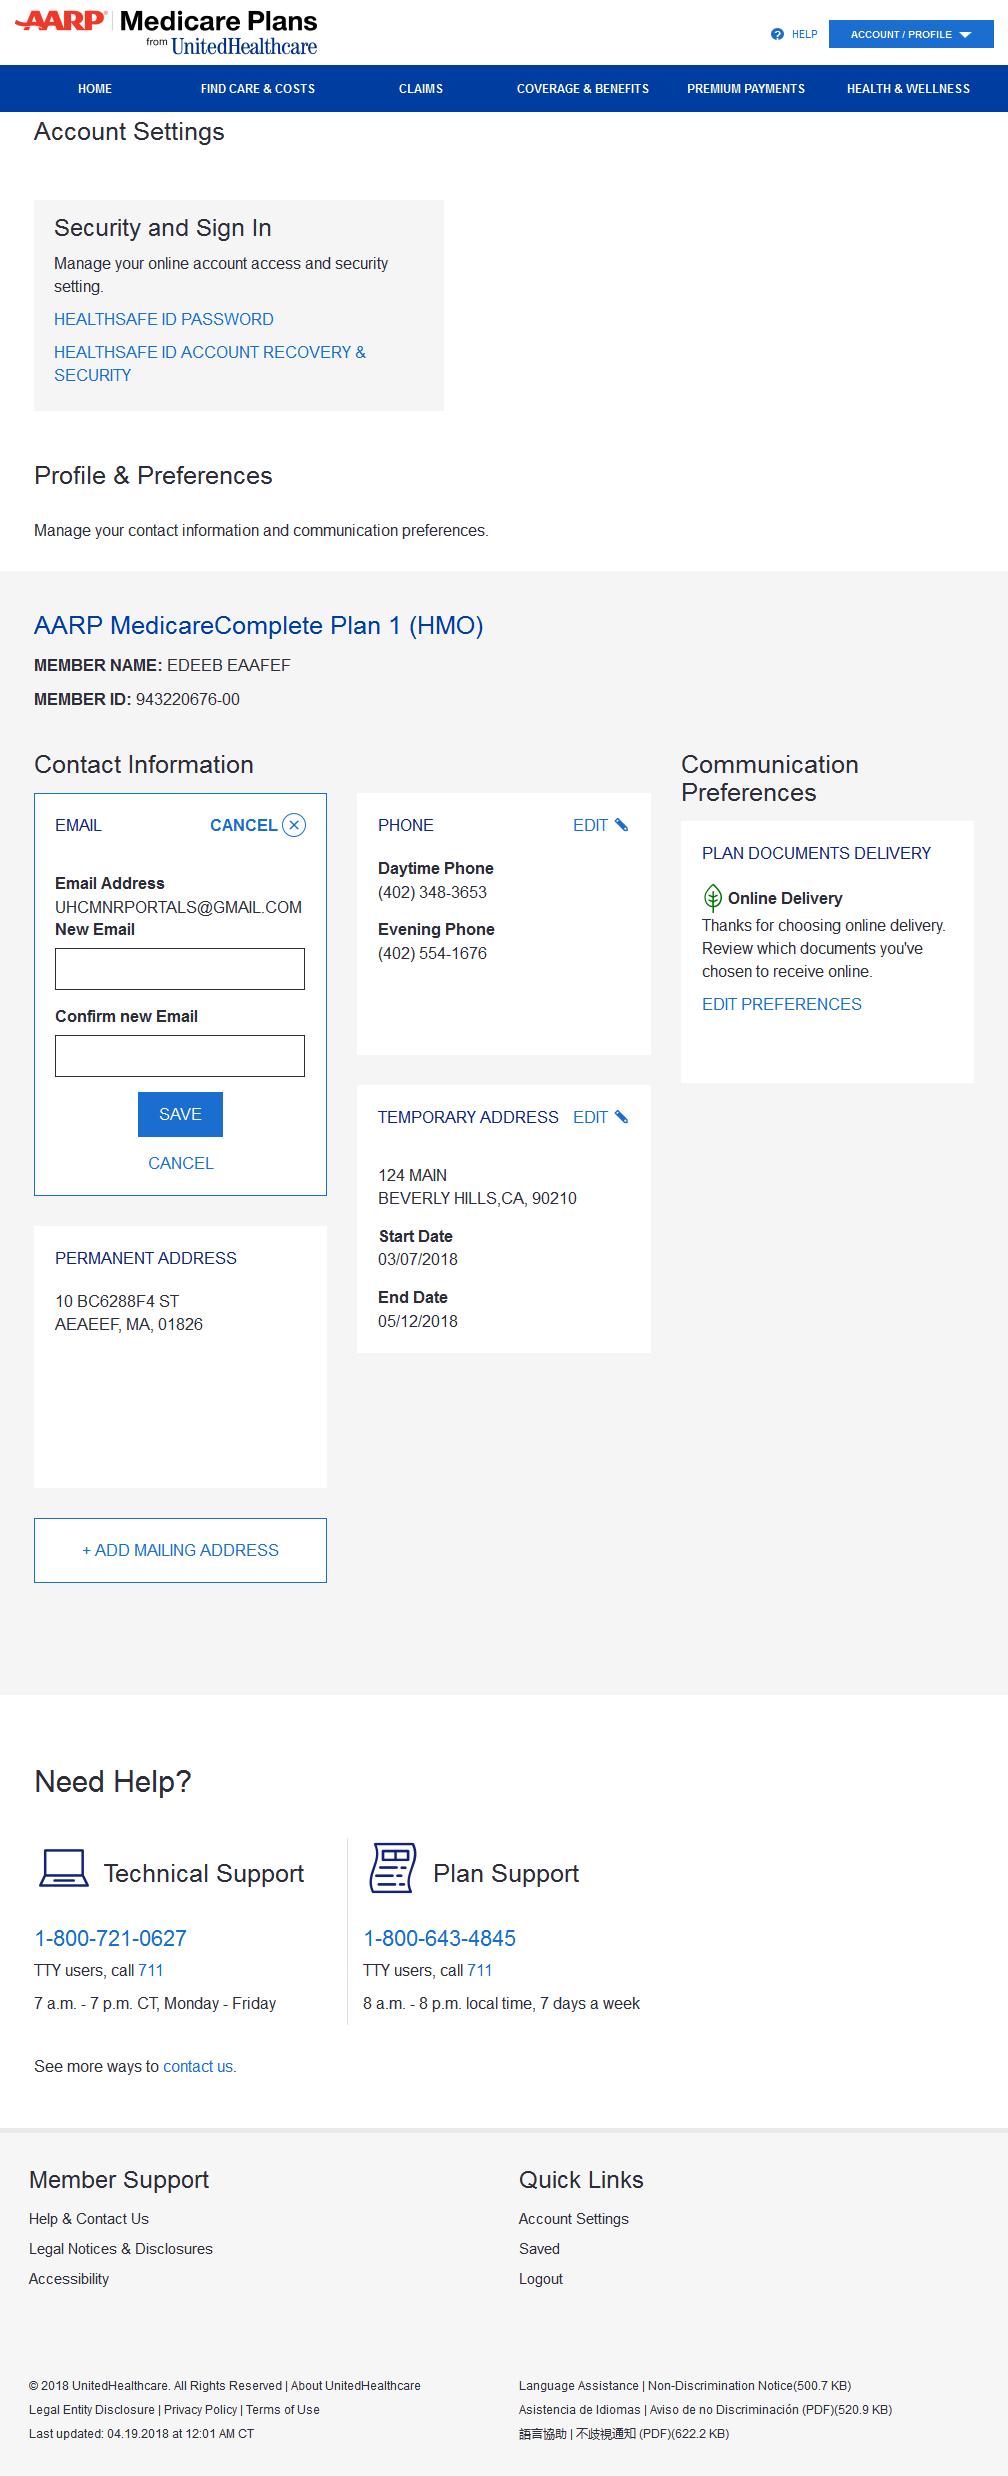 AARP Medicare Plans
from UnitedHealthcare
HELP
ACCOUNT / PROFILE
HOME
FIND CARE & COSTS
CLAIMS
COVERAGE & BENEFITS
PREMIUM PAYMENTS
HEALTH & WELLNESS
Account Settings
Security and Sign In
Manage your online account access and security
setting.
HEALTHSAFE ID PASSWORD
HEALTHSAFE ID ACCOUNT RECOVERY &
SECURITY
Profile & Preferences
Manage your contact information and communication preferences.
AARP MedicareComplete Plan 1 (HMO)
MEMBER NAME: EDEEB EAAFEF
MEMBER ID: 943220676-00
Contact Information
EMAIL
CANCEL
Email Address
UHCMNRPORTALS@GMAIL.COM
New Email
Confirm new Email
SAVE
CANCEL
PERMANENT ADDRESS
10 BC6288F4 ST
AEAEEF, MA, 01826
+ ADD MAILING ADDRESS
PHONE
EDIT
Daytime Phone
(402) 348-3653
Evening Phone
(402) 554-1676
TEMPORARY ADDRESS
EDIT
124 MAIN
BEVERLY HILLS,CA, 90210
Start Date
03/07/2018
End Date
05/12/2018
Communication
Preferences
PLAN DOCUMENTS DELIVERY
Online Delivery
Thanks for choosing online delivery.
Review which documents you've
chosen to receive online.
EDIT PREFERENCES
Need Help?
Technical Support
1-800-721-0627
TTY users, call 711
7 a.m. - 7 p.m. CT, Monday - Friday
Plan Support
1-800-643-4845
TTY users, call 711
8 a.m. - 8 p.m. local time, 7 days a week
See more ways to contact us.
Member Support
Help & Contact Us
Legal Notices & Disclosures
Accessibility
Quick Links
Account Settings
Saved
Logout
© 2018 UnitedHealthcare. All Rights Reserved | About UnitedHealthcare
Legal Entity Disclosure | Privacy Policy | Terms of Use
Last updated: 04.19.2018 at 12:01 AM CT
Language Assistance | Non-Discrimination Notice(500.7 KB)
Asistencia de Idiomas | Aviso de no Discriminación (PDF)(520.9 KB)
語言協助 | 不歧視通知 (PDF)(622.2 KB)